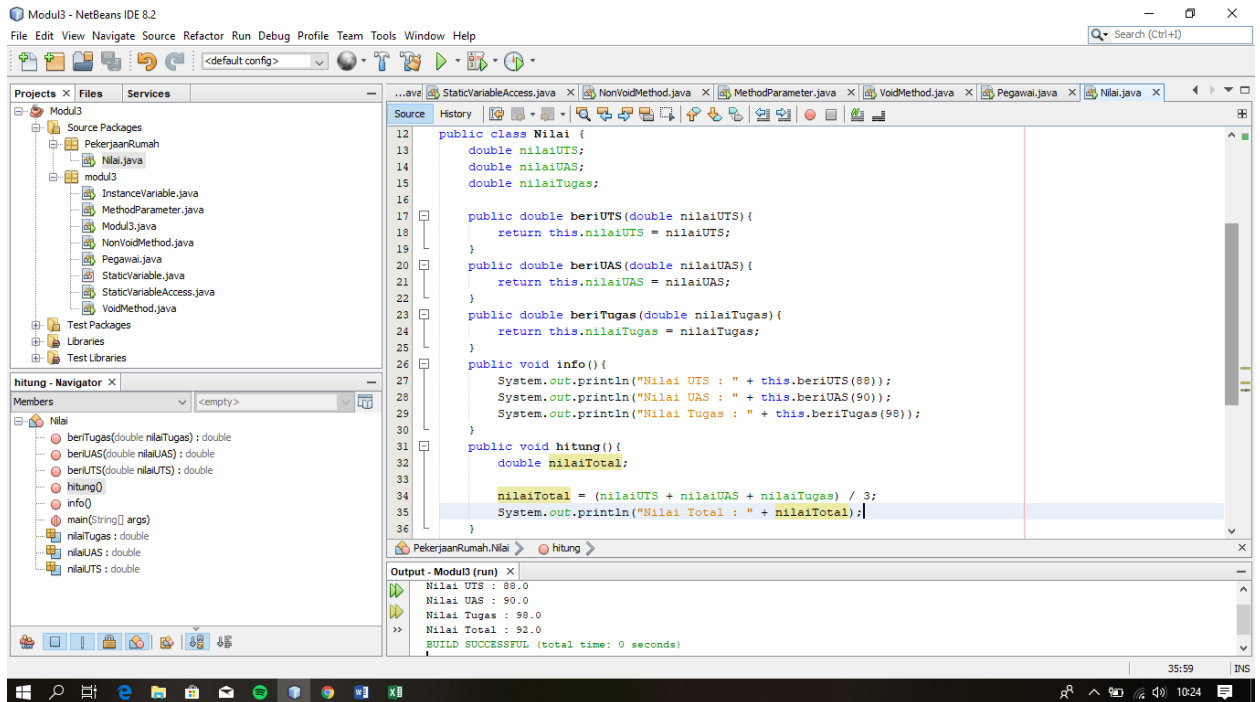 Modul3 - NetBeans IDE 8.2
File Edit View Navigate Source Refactor Run Debug Profile Team Tools Window Help
Search (Ctrl+I)
<default config>
Projects Files Services
Modul3
Source Packages
PekerjaanRumah
Nilai.java
modul3
InstanceVariable.java
MethodParameter.java
Modul3.java
NonVoidMethod.java
Pegawai.java
StaticVariable.java
StaticVariableAccess.java
VoidMethod.java
Test Packages
Libraries
Test Libraries
hitung - Navigator
Members <empty>
Nilai
beriTugas(double nilaiTugas) : double
beriUAS(double nilaiUAS) : double
beriUTS(double nilaiUTS) : double
hitung()
info()
main(String[] args)
nilaiTugas : double
nilaiUAS : double
nilaiUTS : double
...ava StaticVariableAccess.java NonVoidMethod.java MethodParameter.java VoidMethod.java Pegawai.java Nilai.java
Source History
12 public class Nilai {
13 double nilaiUTS;
14 double nilaiUAS;
15 double nilaiTugas;
16
17 public double beriUTS(double nilaiUTS){
18 return this.nilaiUTS = nilaiUTS;
19 }
20 public double beriUAS(double nilaiUAS){
21 return this.nilaiUAS = nilaiUAS;
22 }
23 public double beriTugas(double nilaiTugas){
24 return this.nilaiTugas = nilaiTugas;
25 }
26 public void info(){
27 System.out.println("Nilai UTS : " + this.beriUTS(88));
28 System.out.println("Nilai UAS : " + this.beriUAS(90));
29 System.out.println("Nilai Tugas : " + this.beriTugas(98));
30 }
31 public void hitung(){
32 double nilaiTotal;
33
34 nilaiTotal = (nilaiUTS + nilaiUAS + nilaiTugas) / 3;
35 System.out.println("Nilai Total : " + nilaiTotal);
36 }
PekerjaanRumah.Nilai hitung
Output - Modul3 (run)
Nilai UTS : 88.0
Nilai UAS : 90.0
Nilai Tugas : 98.0
Nilai Total : 92.0
BUILD SUCCESSFUL (total time: 0 seconds)
35:59 INS
10:24